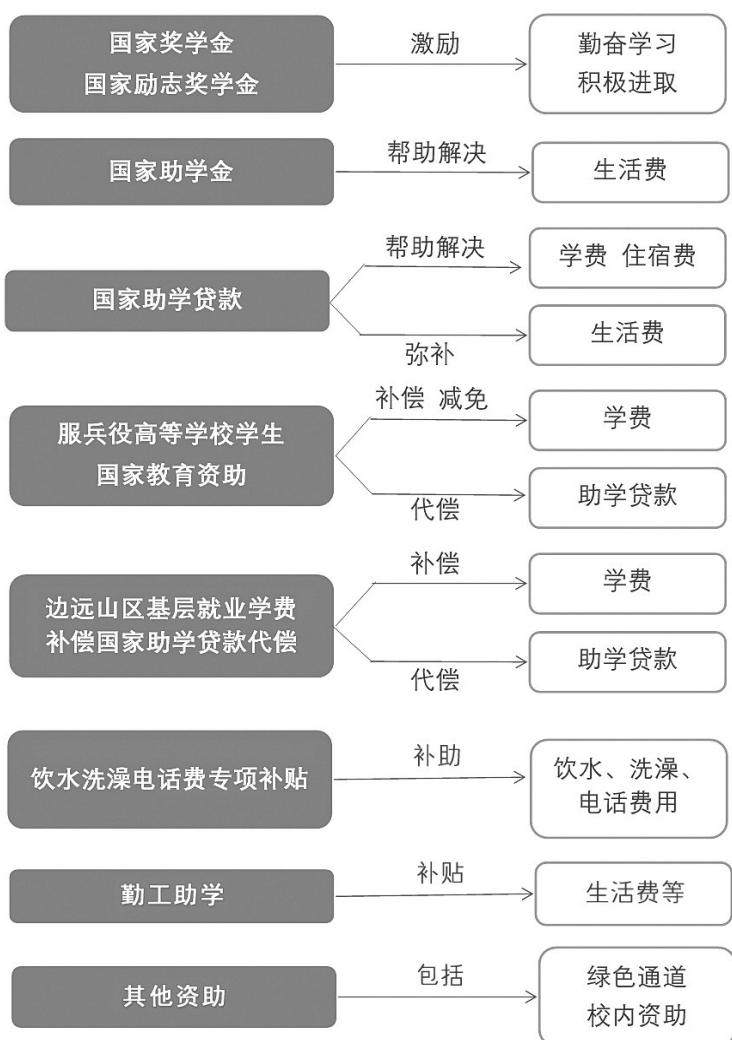 国家奖学金
国家励志奖学金
激励
勤奋学习
积极进取
国家助学金
帮助解决
生活费
国家助学贷款
帮助解决
学费 住宿费
弥补
生活费
服兵役高等学校学生
国家教育资助
补偿 减免
学费
代偿
助学贷款
边远山区基层就业学费
补偿国家助学贷款代偿
补偿
学费
代偿
助学贷款
饮水洗澡电话费专项补贴
补助
饮水、洗澡、
电话费用
勤工助学
补贴
生活费等
其他资助
包括
绿色通道
校内资助